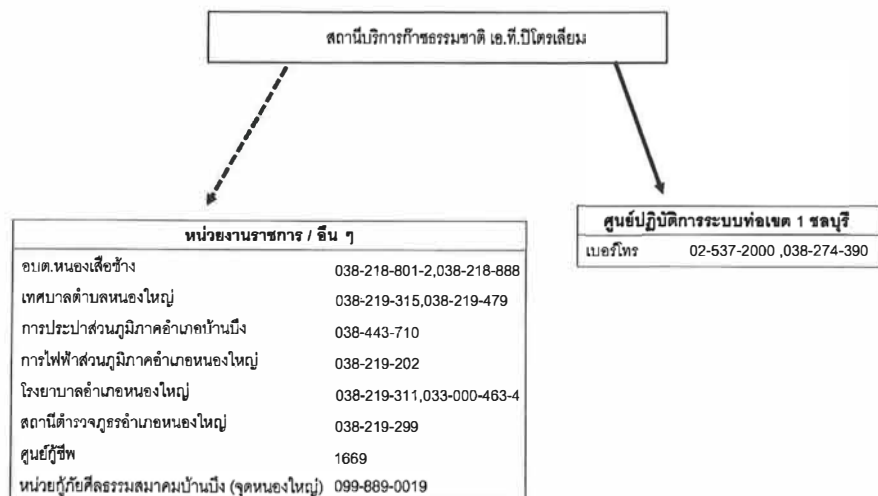 สถานีบริการก๊าซธรรมชาติ เอ.ที.ปิโตรเลียม
หน่วยงานราชการ / อื่น ๆ
อบต.หนองเสือช้าง 038-218-801-2,038-218-888
เทศบาลตำบลหนองใหญ่ 038-219-315,038-219-479
การประปาส่วนภูมิภาคอำเภอบ้านบึง 038-443-710
การไฟฟ้าส่วนภูมิภาคอำเภอหนองใหญ่ 038-219-202
โรงยาบาลอำเภอหนองใหญ่ 038-219-311,033-000-463-4
สถานีตำรวจภูธรอำเภอหนองใหญ่ 038-219-299
ศูนย์กู้ชีพ 1669
หน่วยกู้ภัยศีลธรรมสมาคมบ้านบึง (จุดหนองใหญ่) 099-889-0019
ศูนย์ปฏิบัติการระบบท่อเขต 1 ชลบุรี
เบอร์โทร 02-537-2000 ,038-274-390